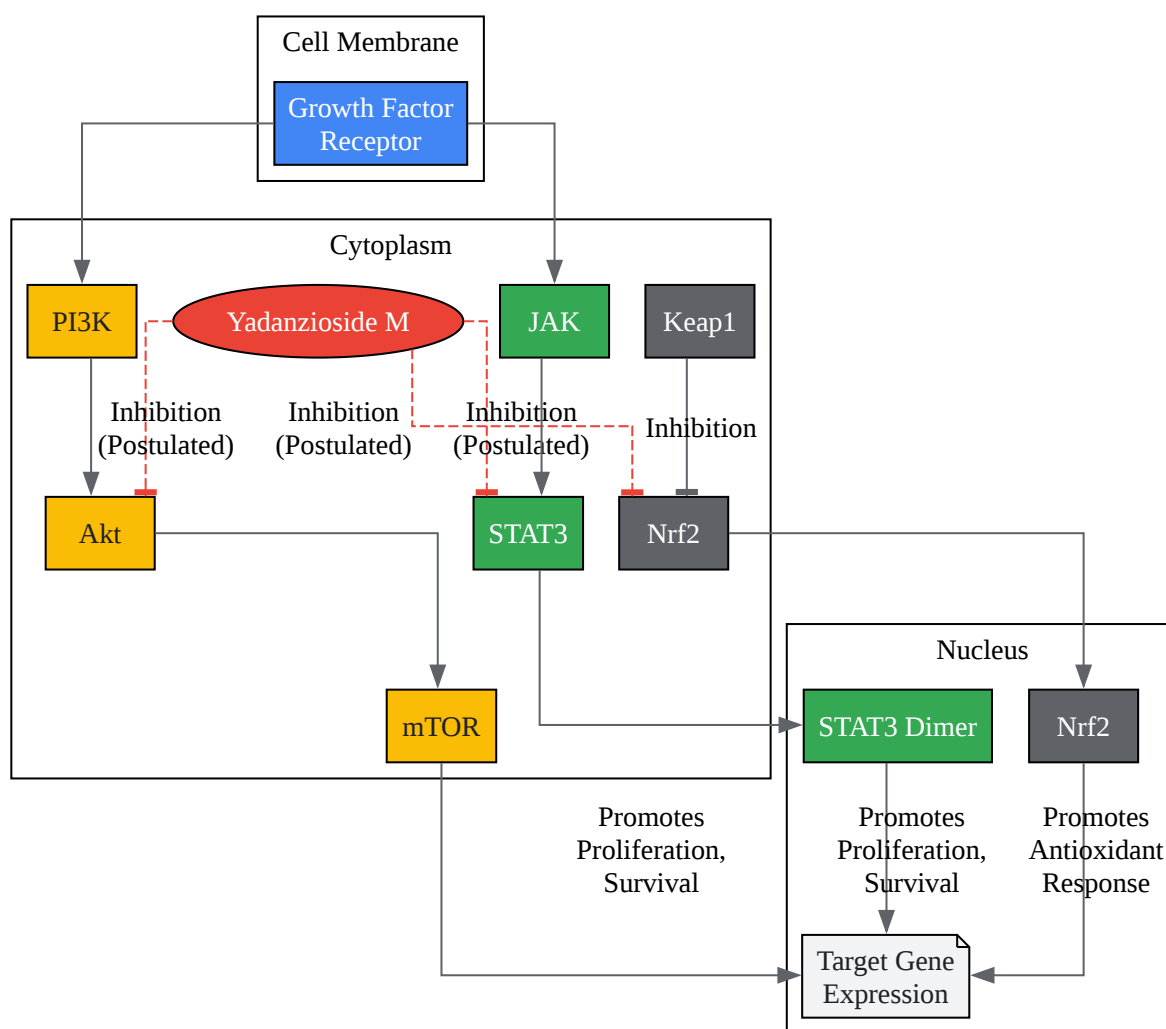 Cell Membrane
Growth Factor
Receptor
Cytoplasm
PI3K
Yadanzioside M
JAK
Keap1
Inhibition
(Postulated)
Inhibition
(Postulated)
Inhibition
(Postulated)
Inhibition
Akt
STAT3
Nrf2
Nucleus
mTOR
STAT3 Dimer
Nrf2
Promotes
Proliferation,
Survival
Promotes
Proliferation,
Survival
Promotes
Antioxidant
Response
Target Gene
Expression